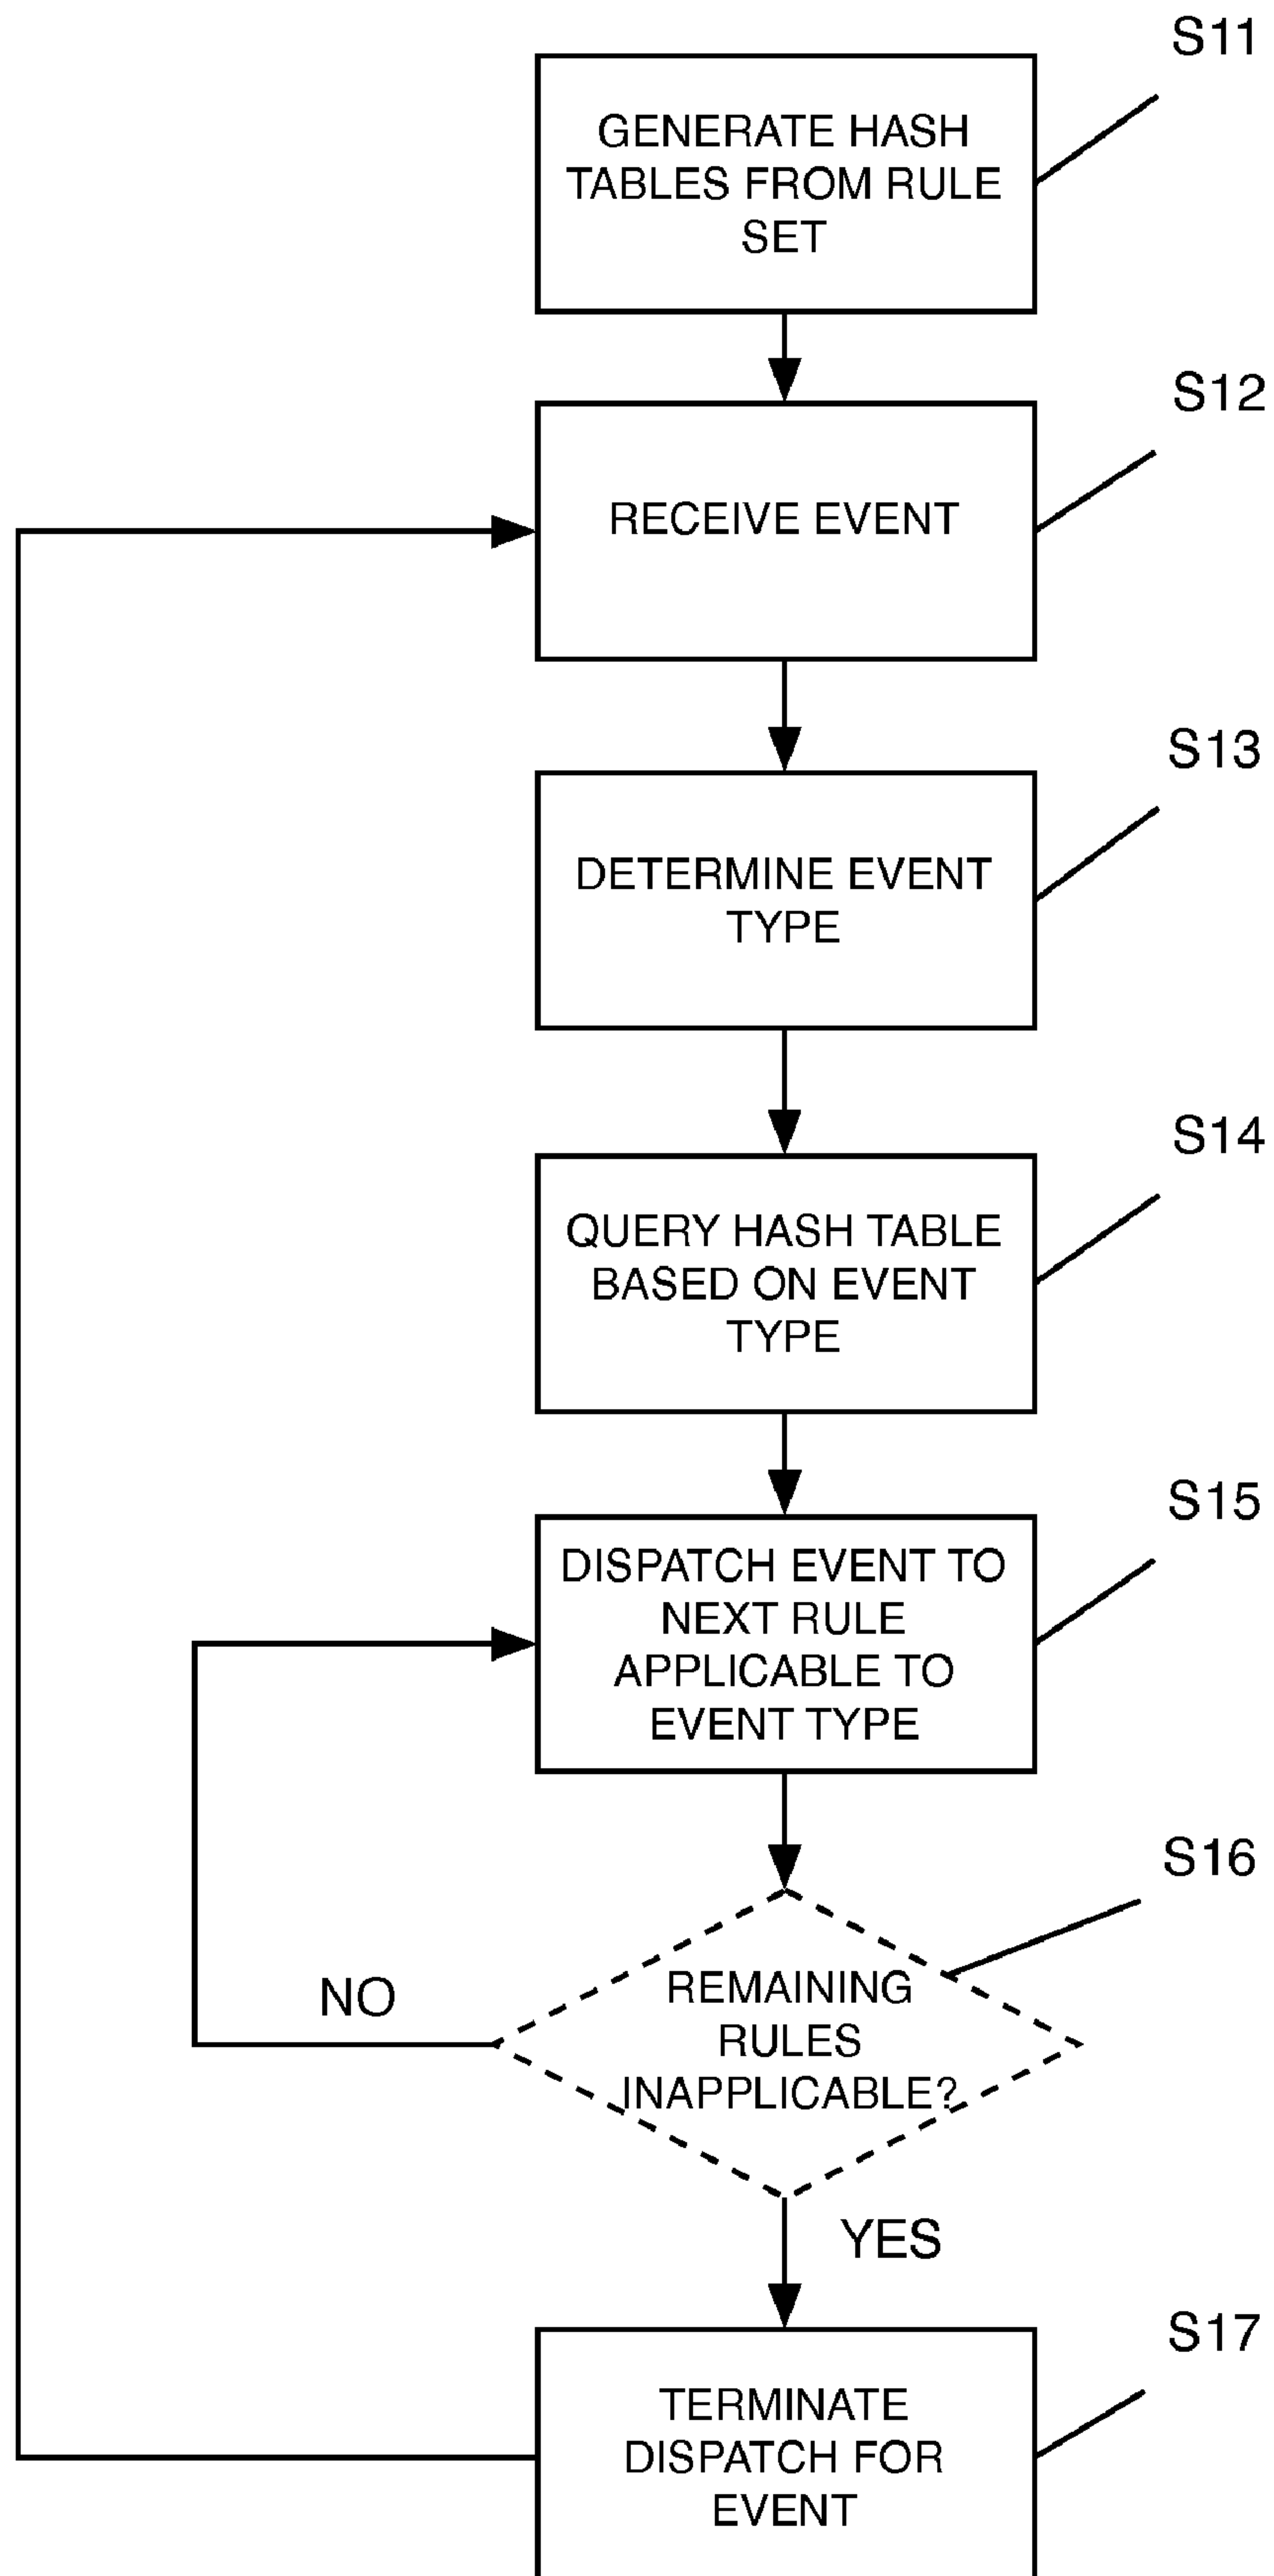 S11
GENERATE HASH
TABLES FROM RULE
SET
S12
RECEIVE EVENT
S13
DETERMINE EVENT
TYPE
S14
QUERY HASH TABLE
BASED ON EVENT
TYPE
S15
DISPATCH EVENT TO
NEXT RULE
APPLICABLE TO
EVENT TYPE
S16
REMAINING
RULES
INAPPLICABLE?
NO
YES
S17
TERMINATE
DISPATCH FOR
EVENT